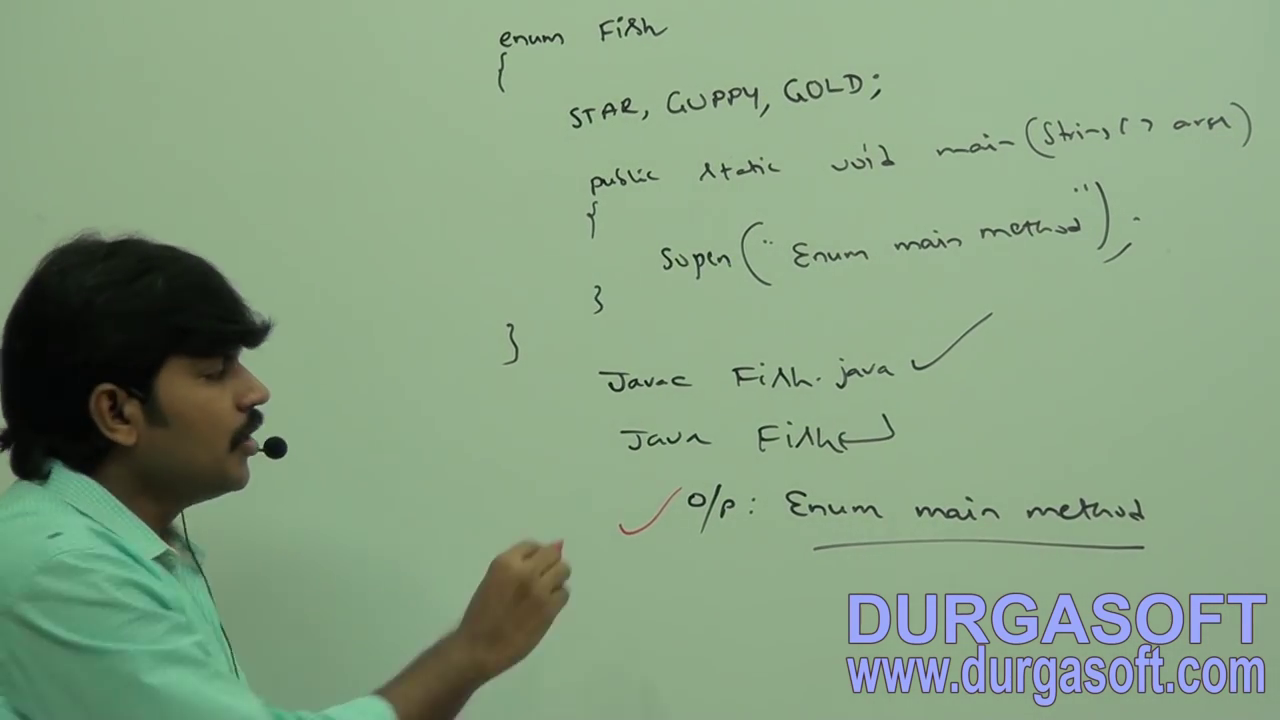 enum Fish
{
STAR, GUPPY, GOLD;
public static void main(String[] args)
{
Sopln("Enum main method");
}
}
Javac Fish.java ✓
Java Fish↵
✓ O/P: Enum main method
DURGASOFT
www.durgasoft.com